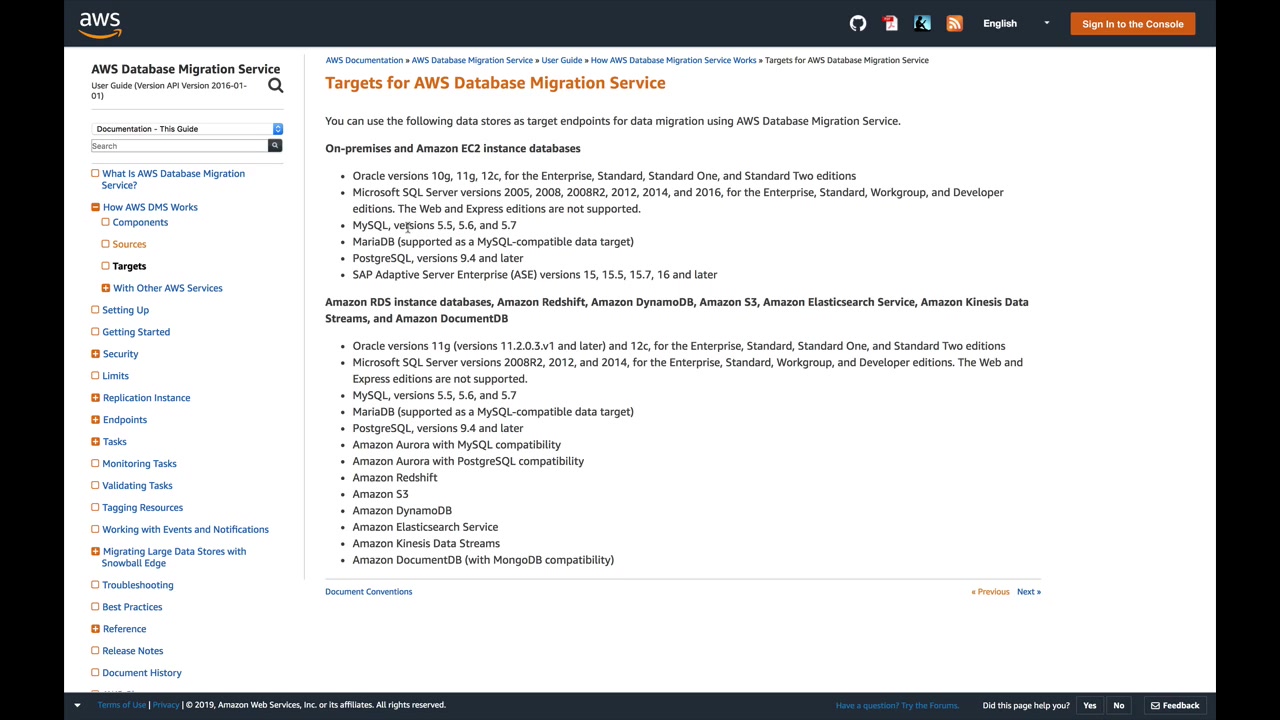 aws
English
Sign In to the Console
AWS Database Migration Service
User Guide (Version API Version 2016-01-
01)
Documentation - This Guide
Search
What Is AWS Database Migration
Service?
How AWS DMS Works
Components
Sources
Targets
With Other AWS Services
Setting Up
Getting Started
Security
Limits
Replication Instance
Endpoints
Tasks
Monitoring Tasks
Validating Tasks
Tagging Resources
Working with Events and Notifications
Migrating Large Data Stores with
Snowball Edge
Troubleshooting
Best Practices
Reference
Release Notes
Document History
AWS Documentation » AWS Database Migration Service » User Guide » How AWS Database Migration Service Works » Targets for AWS Database Migration Service
Targets for AWS Database Migration Service
You can use the following data stores as target endpoints for data migration using AWS Database Migration Service.
On-premises and Amazon EC2 instance databases
• Oracle versions 10g, 11g, 12c, for the Enterprise, Standard, Standard One, and Standard Two editions
• Microsoft SQL Server versions 2005, 2008, 2008R2, 2012, 2014, and 2016, for the Enterprise, Standard, Workgroup, and Developer
editions. The Web and Express editions are not supported.
• MySQL, versions 5.5, 5.6, and 5.7
• MariaDB (supported as a MySQL-compatible data target)
• PostgreSQL, versions 9.4 and later
• SAP Adaptive Server Enterprise (ASE) versions 15, 15.5, 15.7, 16 and later
Amazon RDS instance databases, Amazon Redshift, Amazon DynamoDB, Amazon S3, Amazon Elasticsearch Service, Amazon Kinesis Data
Streams, and Amazon DocumentDB
• Oracle versions 11g (versions 11.2.0.3.v1 and later) and 12c, for the Enterprise, Standard, Standard One, and Standard Two editions
• Microsoft SQL Server versions 2008R2, 2012, and 2014, for the Enterprise, Standard, Workgroup, and Developer editions. The Web and
Express editions are not supported.
• MySQL, versions 5.5, 5.6, and 5.7
• MariaDB (supported as a MySQL-compatible data target)
• PostgreSQL, versions 9.4 and later
• Amazon Aurora with MySQL compatibility
• Amazon Aurora with PostgreSQL compatibility
• Amazon Redshift
• Amazon S3
• Amazon DynamoDB
• Amazon Elasticsearch Service
• Amazon Kinesis Data Streams
• Amazon DocumentDB (with MongoDB compatibility)
Document Conventions
« Previous Next »
Terms of Use | Privacy | © 2019, Amazon Web Services, Inc. or its affiliates. All rights reserved.
Have a question? Try the Forums.
Did this page help you? Yes No Feedback